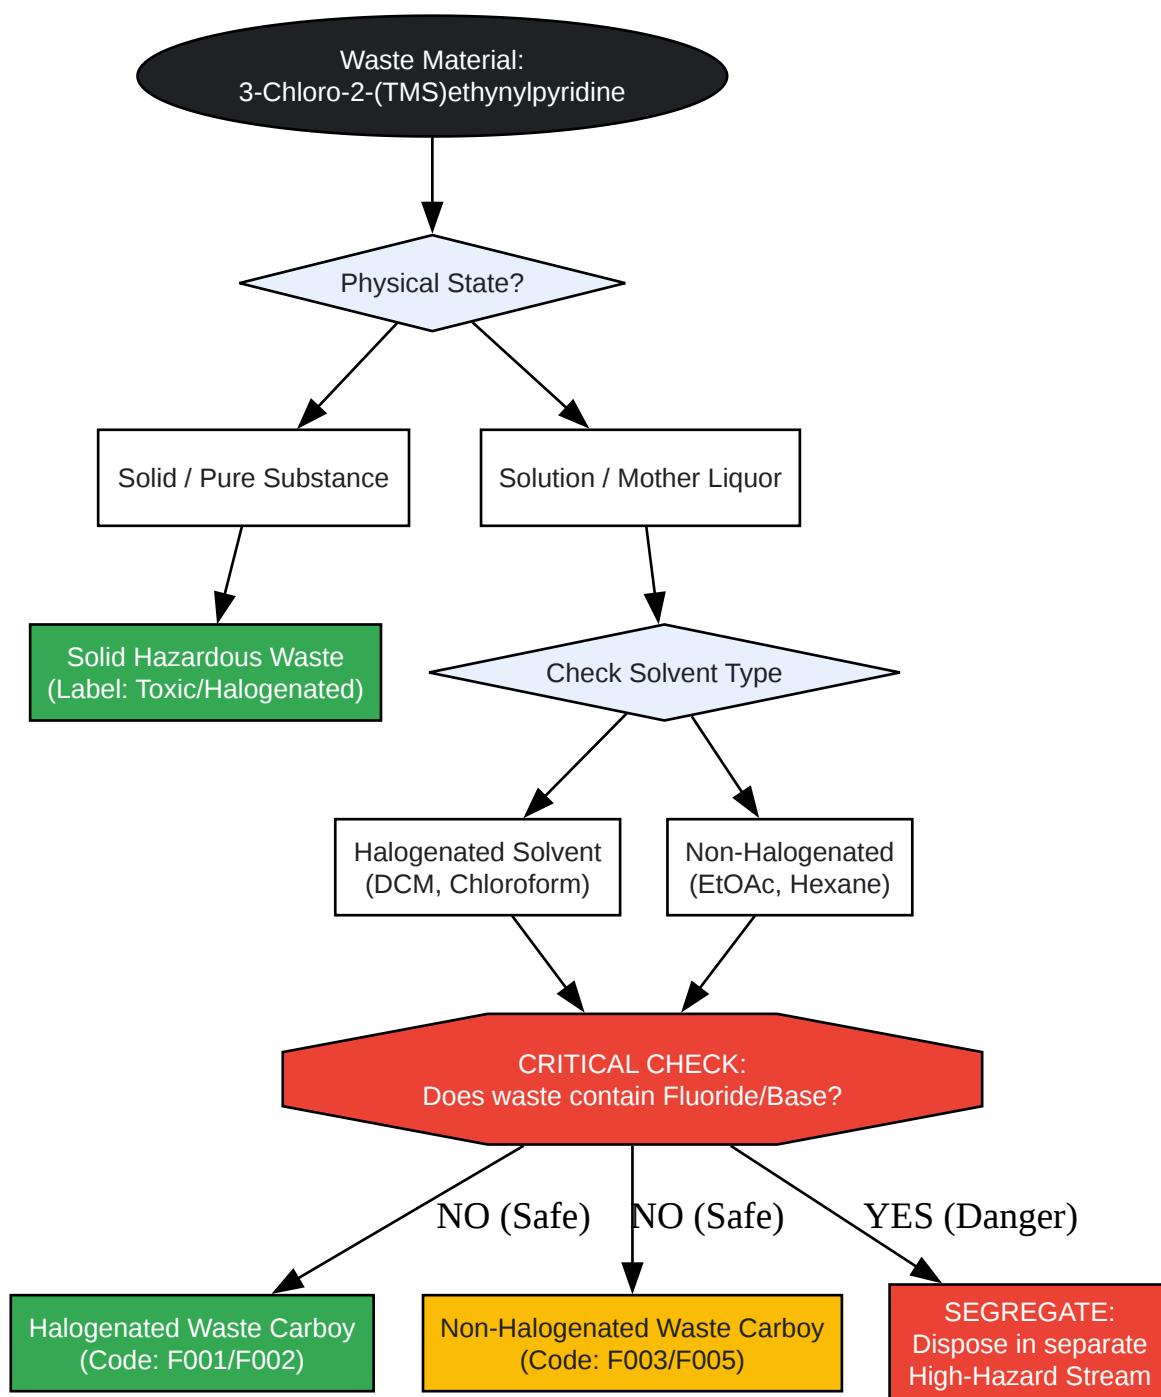 Waste Material:
3-Chloro-2-(TMS)ethynylpyridine
Physical State?
Solid / Pure Substance
Solution / Mother Liquor
Solid Hazardous Waste
(Label: Toxic/Halogenated)
Check Solvent Type
Halogenated Solvent
(DCM, Chloroform)
Non-Halogenated
(EtOAc, Hexane)
CRITICAL CHECK:
Does waste contain Fluoride/Base?
NO (Safe)
NO (Safe)
YES (Danger)
Halogenated Waste Carboy
(Code: F001/F002)
Non-Halogenated Waste Carboy
(Code: F003/F005)
SEGREGATE:
Dispose in separate
High-Hazard Stream